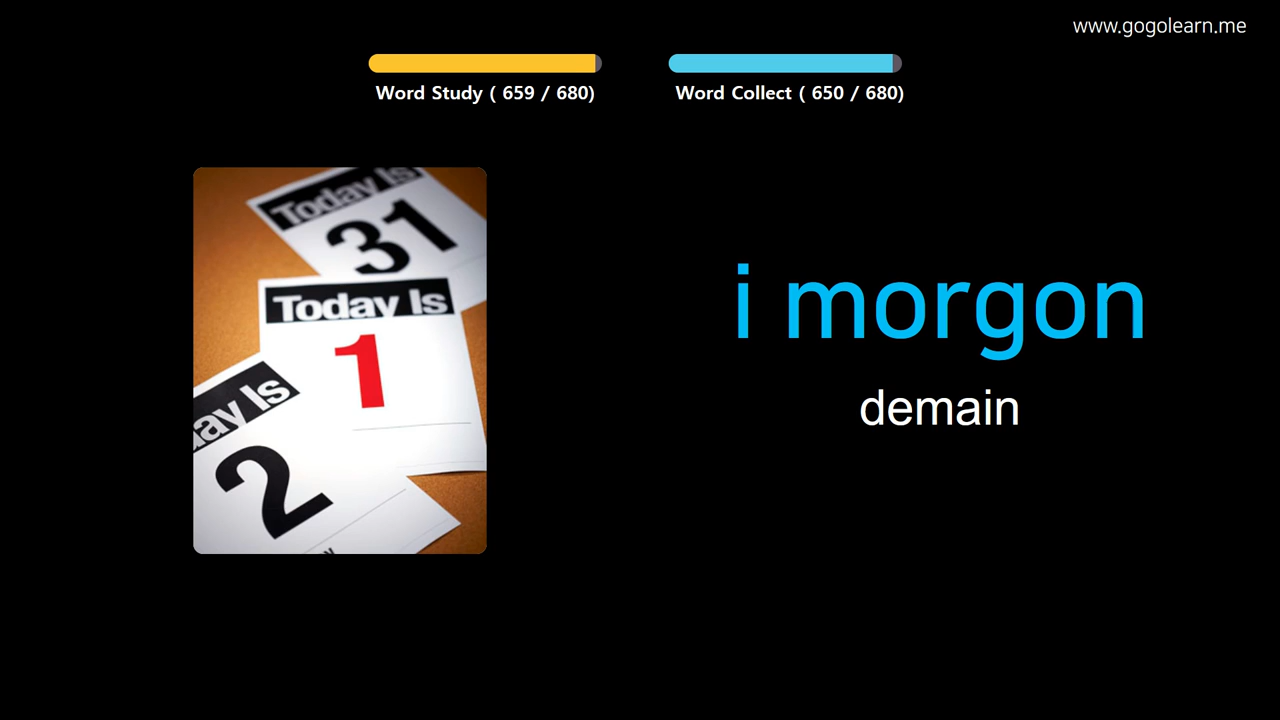 www.gogolearn.me
Word Study ( 659 / 680)
Word Collect ( 650 / 680)
Today Is
31
Today Is
1
day Is
2
i morgon
demain